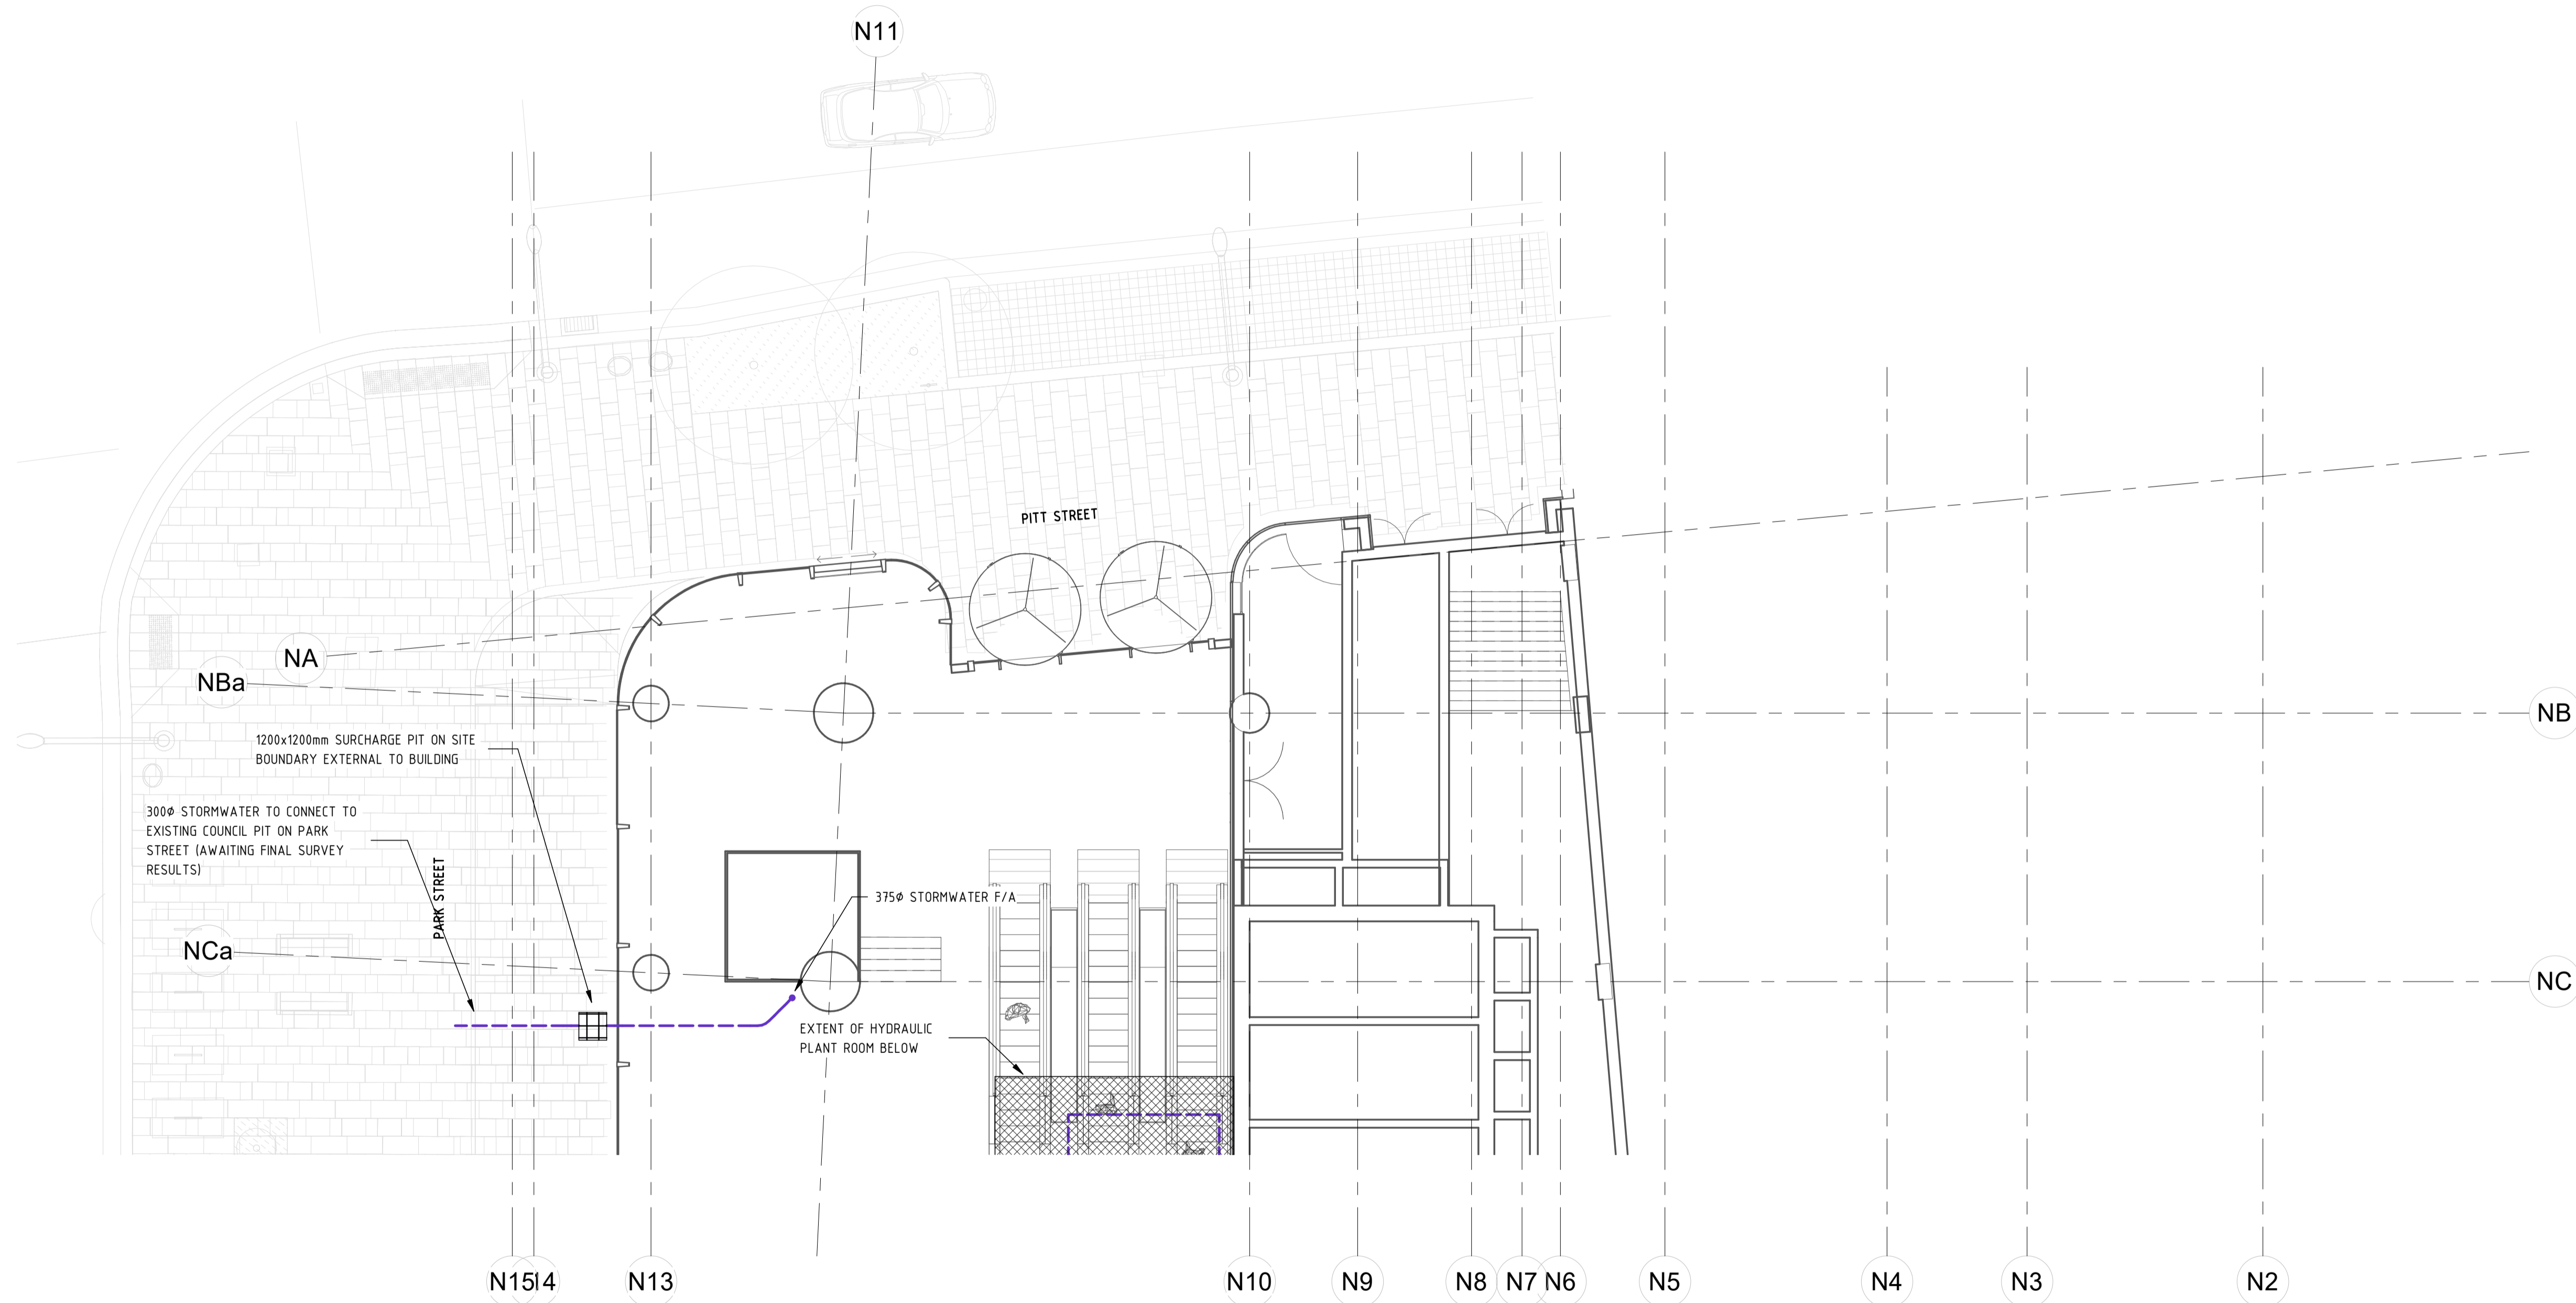 N11
PITT STREET
NA
NBa
NB
1200x1200mm SURCHARGE PIT ON SITE
BOUNDARY EXTERNAL TO BUILDING
300Ø STORMWATER TO CONNECT TO
EXISTING COUNCIL PIT ON PARK
STREET (AWAITING FINAL SURVEY
RESULTS)
PARK STREET
375Ø STORMWATER F/A
NCa
NC
EXTENT OF HYDRAULIC
PLANT ROOM BELOW
N15
N13
N10
N9
N8
N7
N6
N5
N4
N3
N2